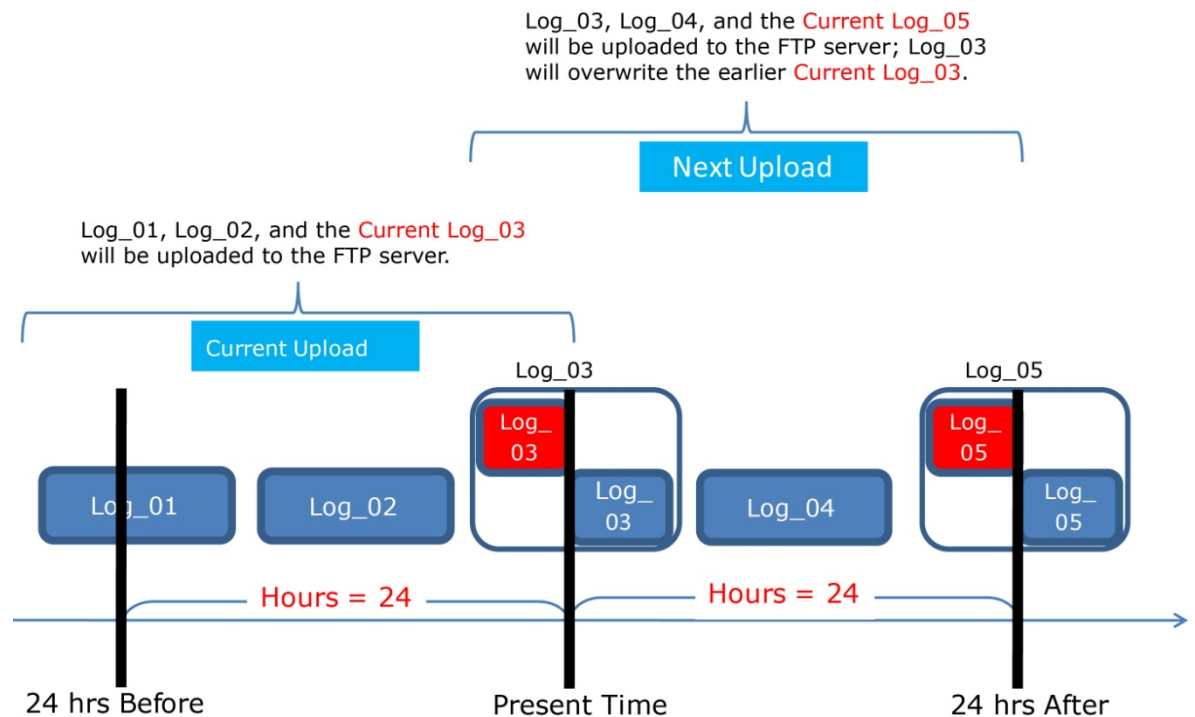 Log_03, Log_04, and the Current Log_05
will be uploaded to the FTP server; Log_03
will overwrite the earlier Current Log_03.
Next Upload
Log_01, Log_02, and the Current Log_03
will be uploaded to the FTP server.
Current Upload
Log_03
Log_05
Log_
03
Log_
05
Log_01
Log_02
Log_
03
Log_04
Log_
05
Hours = 24
Hours = 24
24 hrs Before
Present Time
24 hrs After